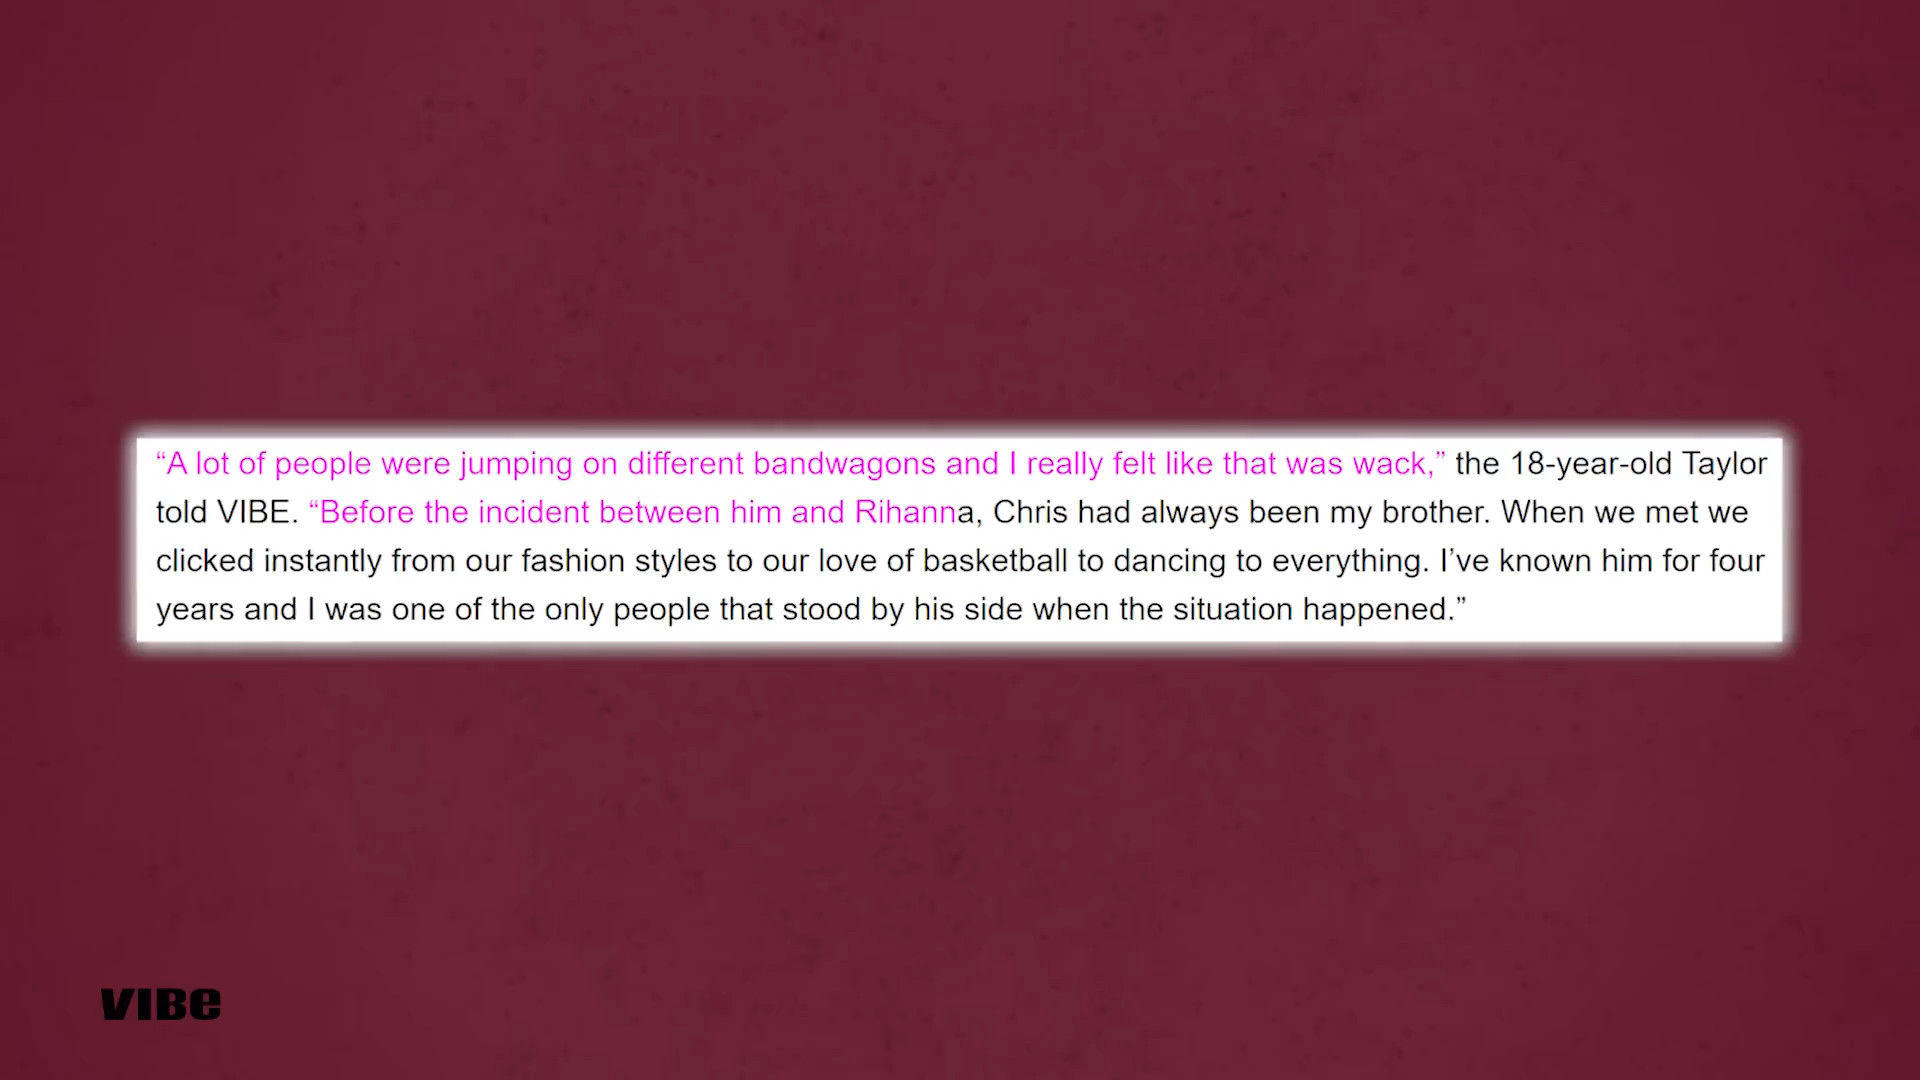 “A lot of people were jumping on different bandwagons and I really felt like that was wack,” the 18-year-old Taylor
told VIBE. “Before the incident between him and Rihanna, Chris had always been my brother. When we met we
clicked instantly from our fashion styles to our love of basketball to dancing to everything. I’ve known him for four
years and I was one of the only people that stood by his side when the situation happened.”
VIBe